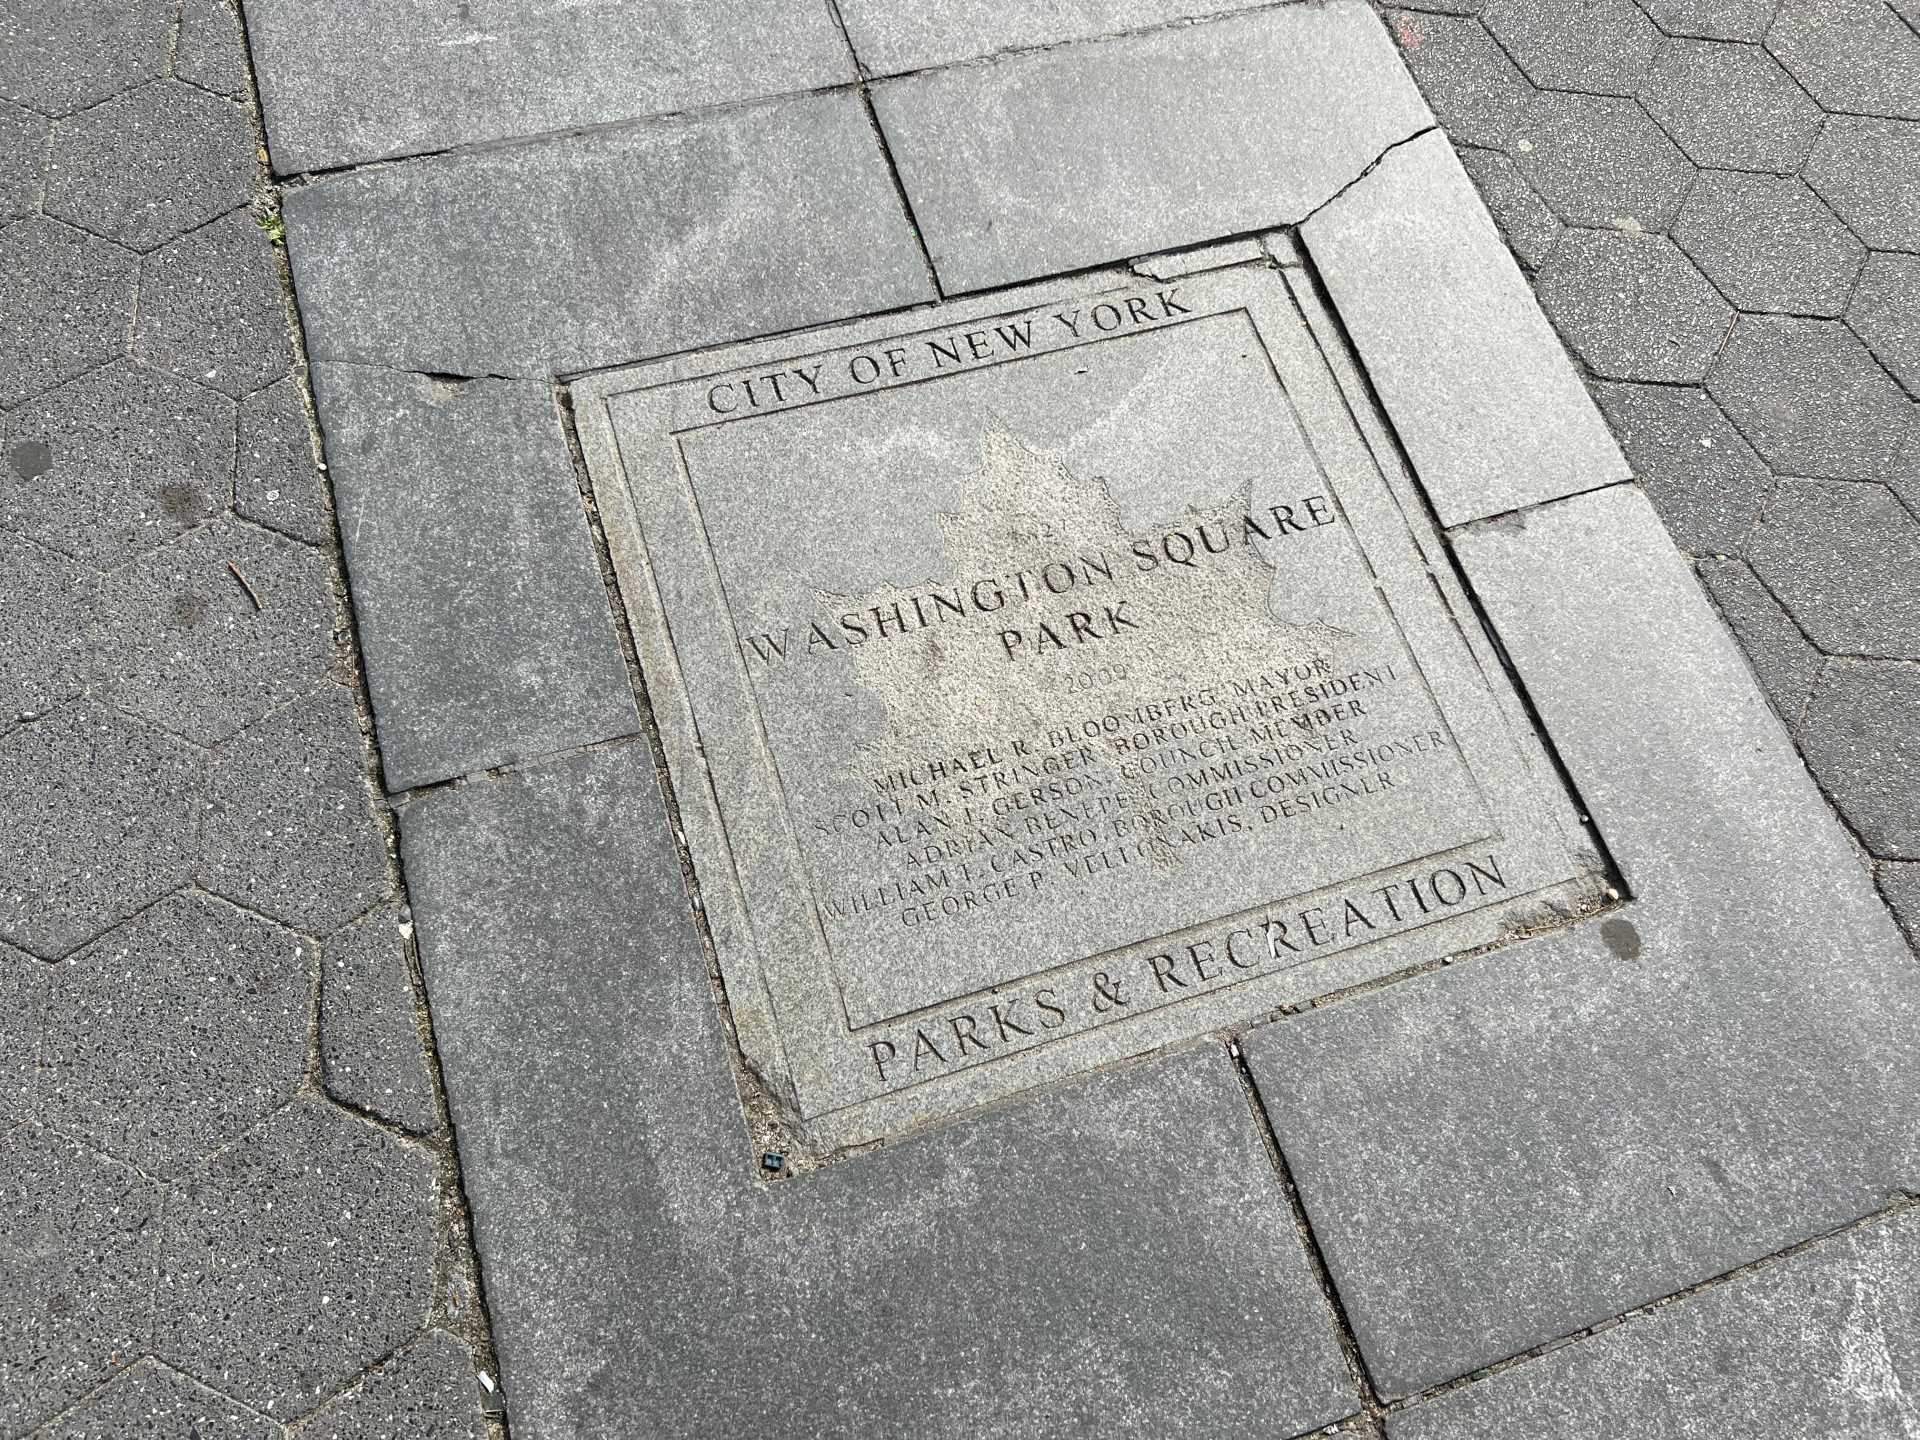 CITY OF NEW YORK
WASHINGTON SQUARE
PARK
2009
MICHAEL R. BLOOMBERG, MAYOR
SCOTT M. STRINGER BOROUGH PRESIDENT
ALAN J. GERSON, COUNCIL MEMBER
ADRIAN BENEPE, COMMISSIONER
WILLIAM T. CASTRO, BOROUGH COMMISSIONER
GEORGE P. VELLONAKIS, DESIGNER
PARKS & RECREATION